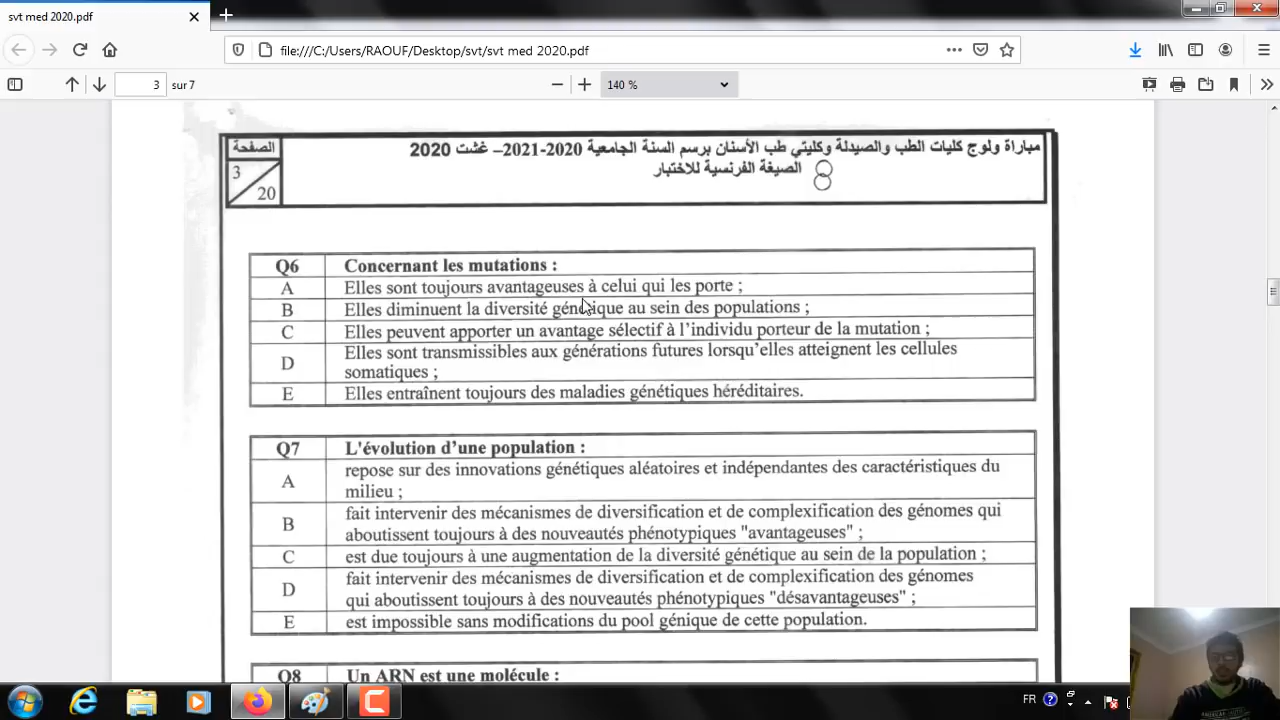 svt med 2020.pdf
file:///C:/Users/RAOUF/Desktop/svt/svt med 2020.pdf
3 sur 7
140 %
مباراة ولوج كليات الطب والصيدلة وكليتي طب الأسنان برسم السنة الجامعية 2020-2021– غشت 2020
الصيغة الفرنسية للاختبار
8
الصفحة
3
20
Q6 Concernant les mutations :
A Elles sont toujours avantageuses à celui qui les porte ;
B Elles diminuent la diversité génétique au sein des populations ;
C Elles peuvent apporter un avantage sélectif à l'individu porteur de la mutation ;
D Elles sont transmissibles aux générations futures lorsqu'elles atteignent les cellules
somatiques ;
E Elles entraînent toujours des maladies génétiques héréditaires.
Q7 L'évolution d'une population :
A repose sur des innovations génétiques aléatoires et indépendantes des caractéristiques du
milieu ;
B fait intervenir des mécanismes de diversification et de complexification des génomes qui
aboutissent toujours à des nouveautés phénotypiques "avantageuses" ;
C est due toujours à une augmentation de la diversité génétique au sein de la population ;
D fait intervenir des mécanismes de diversification et de complexification des génomes
qui aboutissent toujours à des nouveautés phénotypiques "désavantageuses" ;
E est impossible sans modifications du pool génique de cette population.
Q8 Un ARN est une molécule :
FR